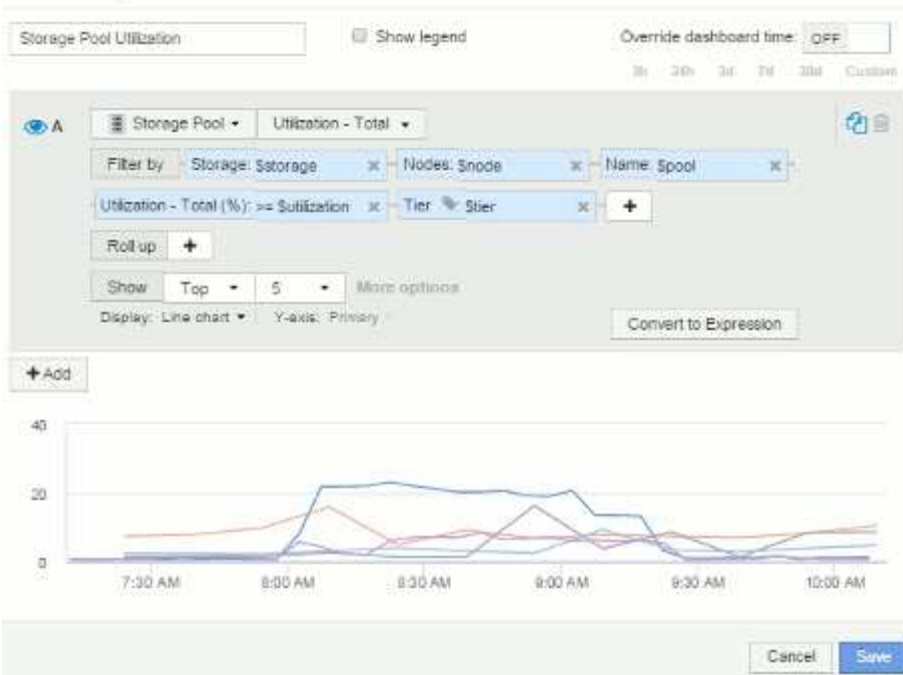 Storage Pool Utilization Show legend Override dashboard time: OFF
3h 24h 3d 7d 30d Custom
A Storage Pool Utilization - Total
Filter by Storage: $storage Nodes: $node Name: $pool
Utilization - Total (%): >= $utilization Tier $tier +
Roll up +
Show Top 5 More options
Display: Line chart Y-axis: Primary
Convert to Expression
+ Add
40
20
0
7:30 AM 8:00 AM 8:30 AM 9:00 AM 9:30 AM 10:00 AM
Cancel Save